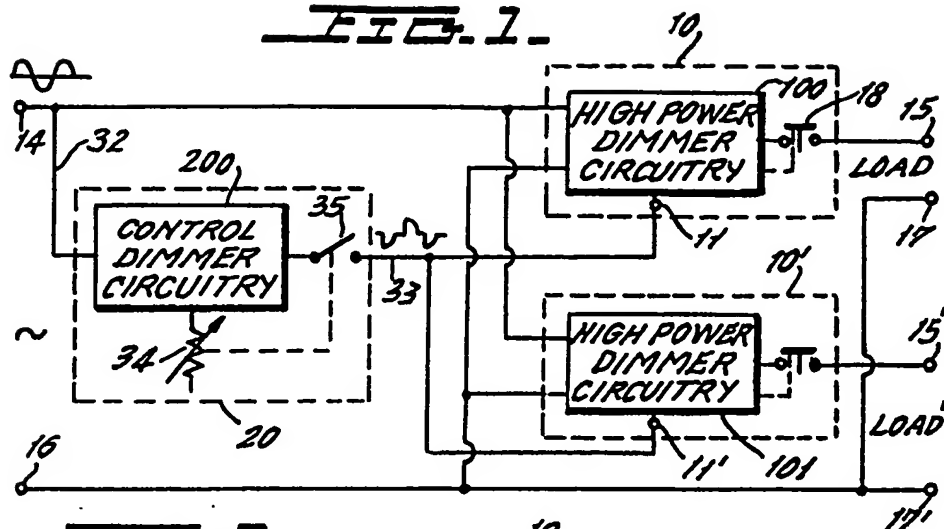 FIG. 1.
10
100
18
15
HIGH POWER
DIMMER
CIRCUITRY
LOAD
14
32
200
35
11
17
CONTROL
DIMMER
CIRCUITRY
33
10'
15'
HIGH POWER
DIMMER
CIRCUITRY
~
34
20
LOAD'
11'
101
16
17'